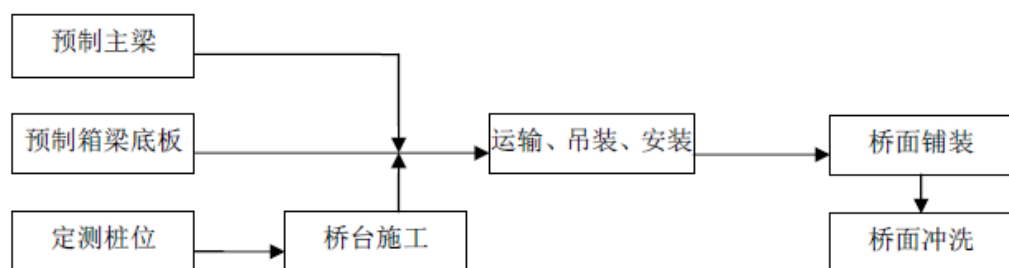 预制主梁
预制箱梁底板
运输、吊装、安装
桥面铺装
定测桩位
桥台施工
桥面冲洗